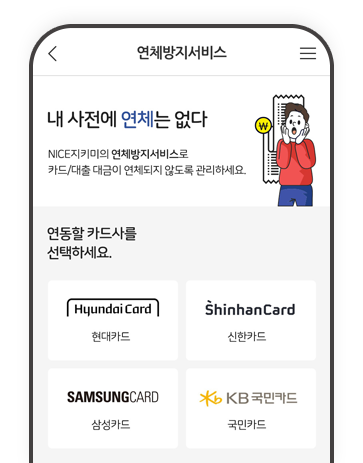 연체방지서비스
내 사전에 연체는 없다
₩
NICE지키미의 연체방지서비스로
카드/대출 대금이 연체되지 않도록 관리하세요.
연동할 카드사를
선택하세요.
Hyundai Card
현대카드
ShinhanCard
신한카드
SAMSUNGCARD
삼성카드
KB국민카드
국민카드